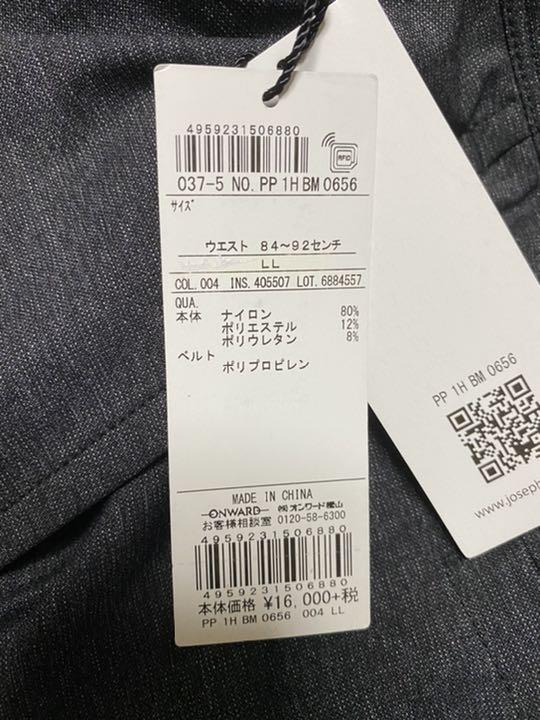 4959231506880
RFID
037-5 NO. PP 1H BM 0656
サイズ
ウエスト 84〜92センチ
LL
COL. 004 INS. 405507 LOT. 6884557
QUA.
本体 ナイロン 80%
ポリエステル 12%
ポリウレタン 8%
ベルト
ポリプロピレン
MADE IN CHINA
ONWARD ㈱オンワード樫山
お客様相談室 0120-58-6300
4959231506880
4959231506880
本体価格 ¥16,000+税
PP 1H BM 0656 004 LL
PP 1H BM 0656
www.joseph